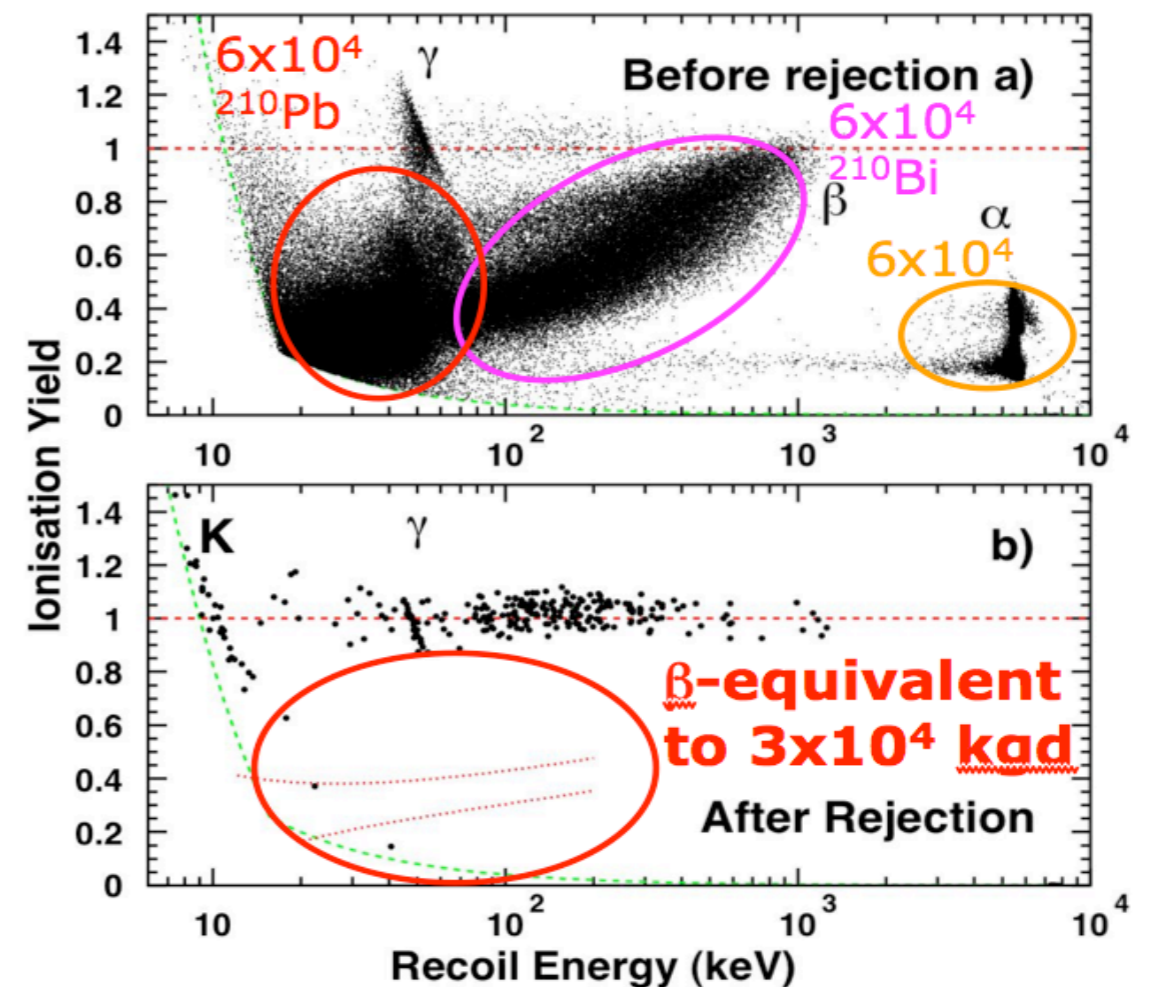 Ionisation Yield
1.4
1.2
1
0.8
0.6
0.4
0.2
0
6x10⁴
²¹⁰Pb
γ
Before rejection a)
6x10⁴
²¹⁰Bi
β
α
6x10⁴
10
10²
10³
10⁴
1.4
1.2
1
0.8
0.6
0.4
0.2
0
K
γ
b)
β-equivalent
to 3x10⁴ kgd
After Rejection
10
10²
10³
10⁴
Recoil Energy (keV)